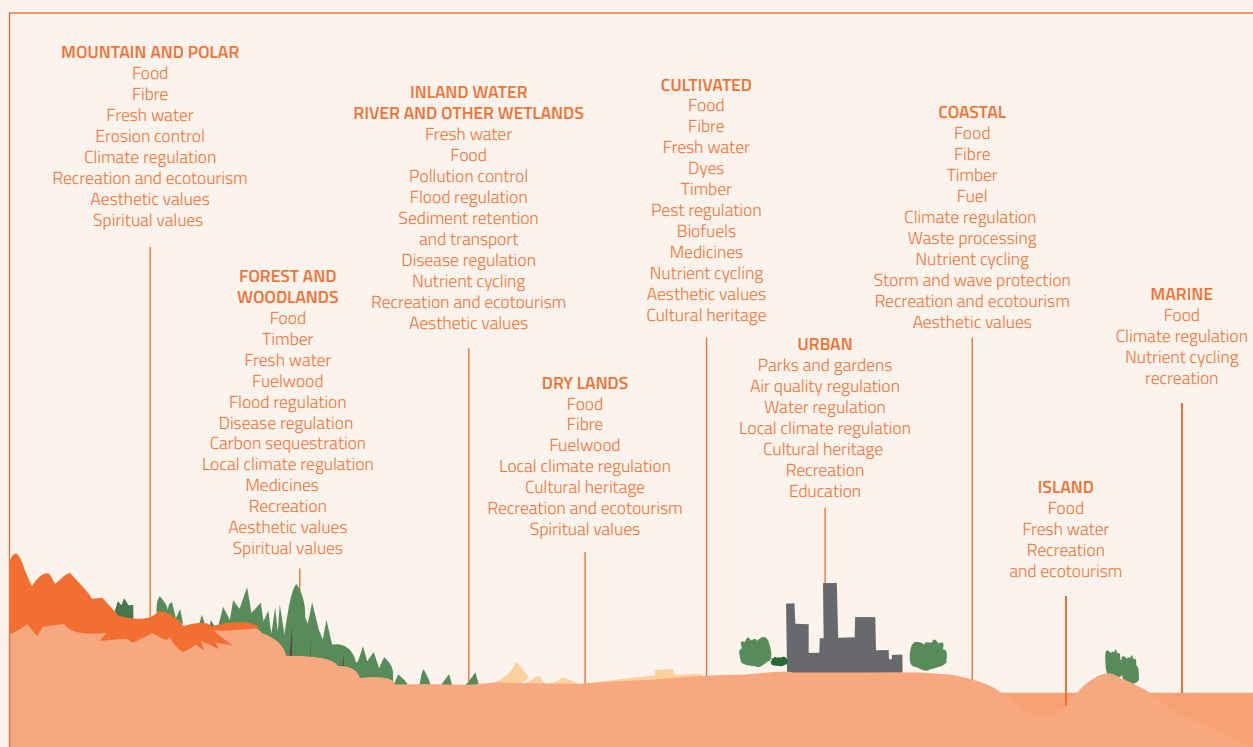 MOUNTAIN AND POLAR
Food
Fibre
Fresh water
Erosion control
Climate regulation
Recreation and ecotourism
Aesthetic values
Spiritual values
FOREST AND
WOODLANDS
Food
Timber
Fresh water
Fuelwood
Flood regulation
Disease regulation
Carbon sequestration
Local climate regulation
Medicines
Recreation
Aesthetic values
Spiritual values
INLAND WATER
RIVER AND OTHER WETLANDS
Fresh water
Food
Pollution control
Flood regulation
Sediment retention
and transport
Disease regulation
Nutrient cycling
Recreation and ecotourism
Aesthetic values
DRY LANDS
Food
Fibre
Fuelwood
Local climate regulation
Cultural heritage
Recreation and ecotourism
Spiritual values
CULTIVATED
Food
Fibre
Fresh water
Dyes
Timber
Pest regulation
Biofuels
Medicines
Nutrient cycling
Aesthetic values
Cultural heritage
URBAN
Parks and gardens
Air quality regulation
Water regulation
Local climate regulation
Cultural heritage
Recreation
Education
COASTAL
Food
Fibre
Timber
Fuel
Climate regulation
Waste processing
Nutrient cycling
Storm and wave protection
Recreation and ecotourism
Aesthetic values
ISLAND
Food
Fresh water
Recreation
and ecotourism
MARINE
Food
Climate regulation
Nutrient cycling
recreation